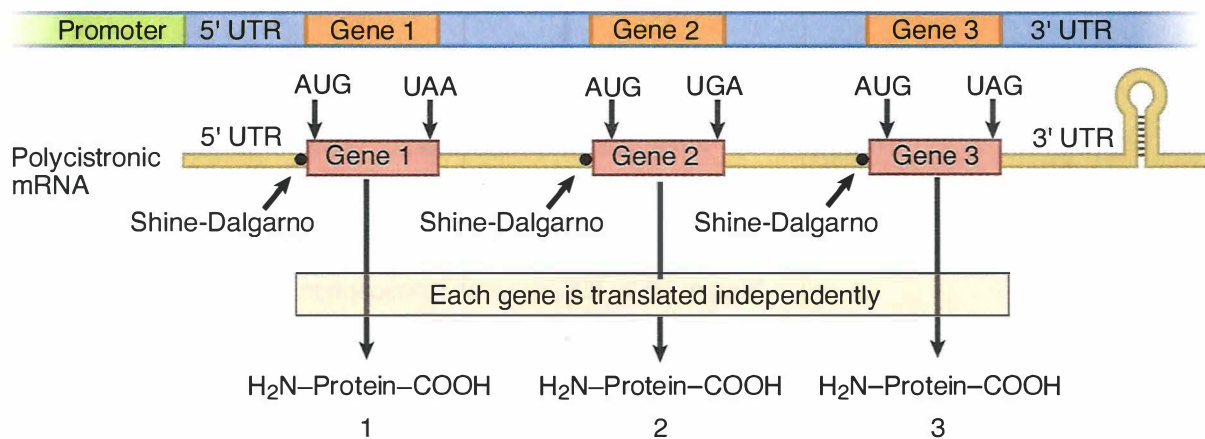 Promoter 5' UTR Gene 1 Gene 2 Gene 3 3' UTR
AUG UAA AUG UGA AUG UAG
5' UTR 3' UTR
Polycistronic
mRNA
Gene 1 Gene 2 Gene 3
Shine-Dalgarno Shine-Dalgarno Shine-Dalgarno
Each gene is translated independently
H₂N–Protein–COOH H₂N–Protein–COOH H₂N–Protein–COOH
1 2 3